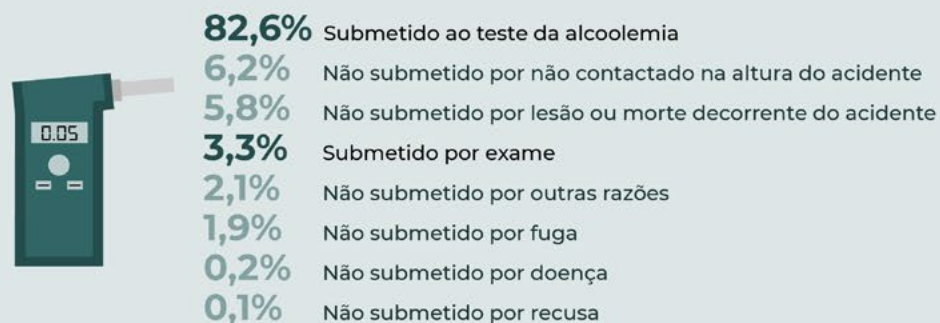 82,6% Submetido ao teste da alcoolemia
6,2% Não submetido por não contactado na altura do acidente
5,8% Não submetido por lesão ou morte decorrente do acidente
0.05
3,3% Submetido por exame
2,1% Não submetido por outras razões
1,9% Não submetido por fuga
0,2% Não submetido por doença
0,1% Não submetido por recusa